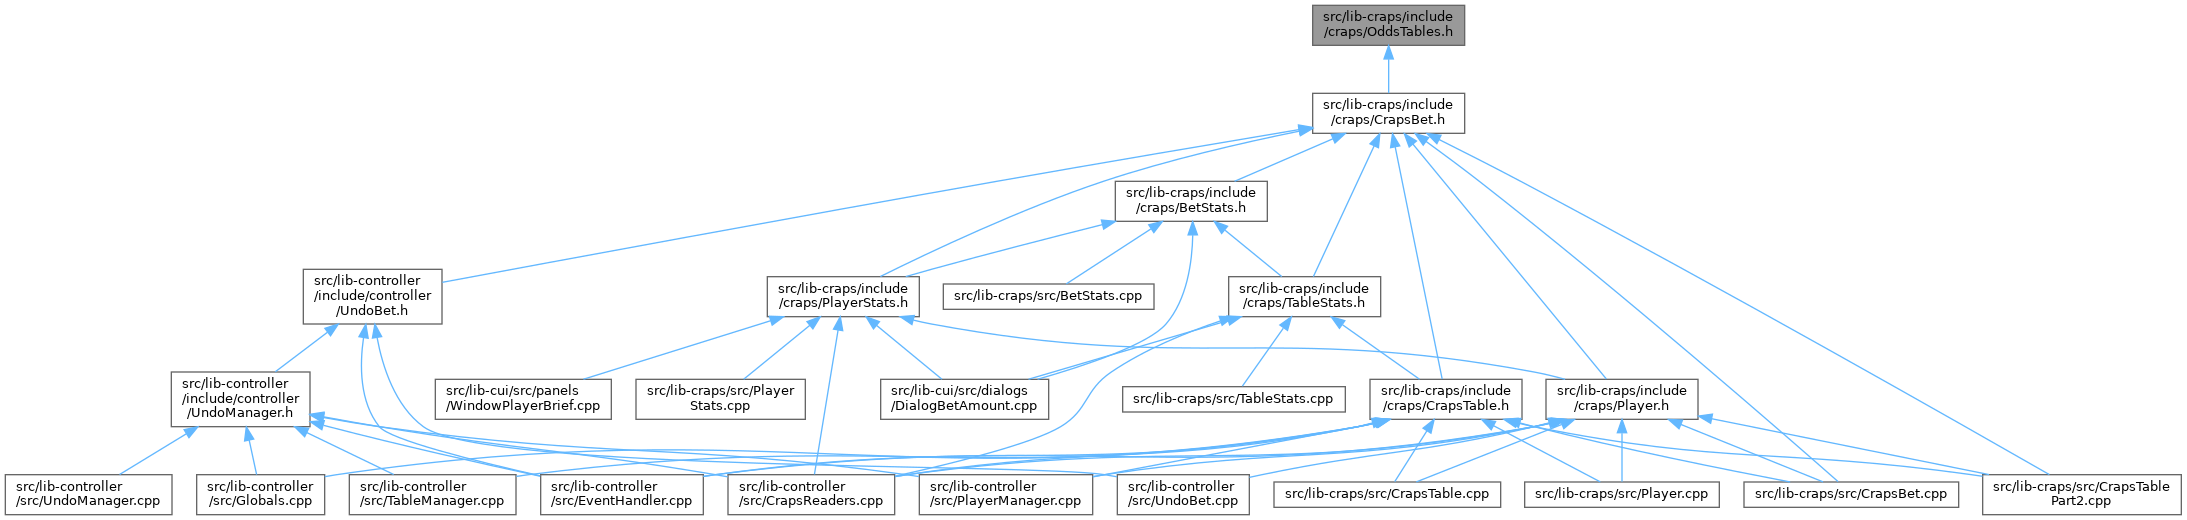 src/lib-craps/include
/craps/OddsTables.h
src/lib-craps/include
/craps/CrapsBet.h
src/lib-craps/include
/craps/BetStats.h
src/lib-controller
/include/controller
/UndoBet.h
src/lib-craps/include
/craps/PlayerStats.h
src/lib-craps/src/BetStats.cpp
src/lib-craps/include
/craps/TableStats.h
src/lib-controller
/include/controller
/UndoManager.h
src/lib-cui/src/panels
/WindowPlayerBrief.cpp
src/lib-craps/src/Player
Stats.cpp
src/lib-cui/src/dialogs
/DialogBetAmount.cpp
src/lib-craps/src/TableStats.cpp
src/lib-craps/include
/craps/CrapsTable.h
src/lib-craps/include
/craps/Player.h
src/lib-controller
/src/UndoManager.cpp
src/lib-controller
/src/Globals.cpp
src/lib-controller
/src/TableManager.cpp
src/lib-controller
/src/EventHandler.cpp
src/lib-controller
/src/CrapsReaders.cpp
src/lib-controller
/src/PlayerManager.cpp
src/lib-controller
/src/UndoBet.cpp
src/lib-craps/src/CrapsTable.cpp
src/lib-craps/src/Player.cpp
src/lib-craps/src/CrapsBet.cpp
src/lib-craps/src/CrapsTable
Part2.cpp